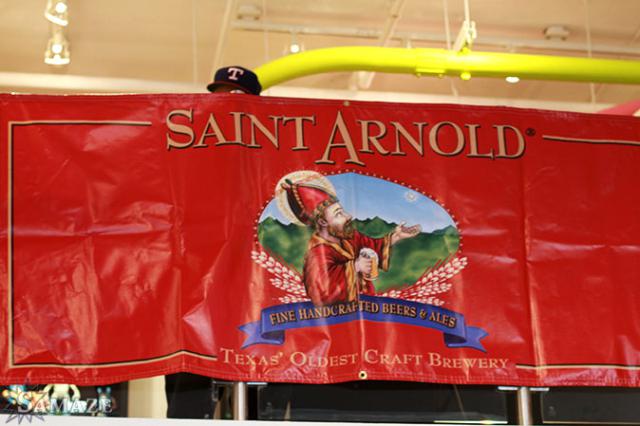 T
SAINT ARNOLD®
FINE HANDCRAFTED BEERS & ALES
TEXAS' OLDEST CRAFT BREWERY
SAMAZE